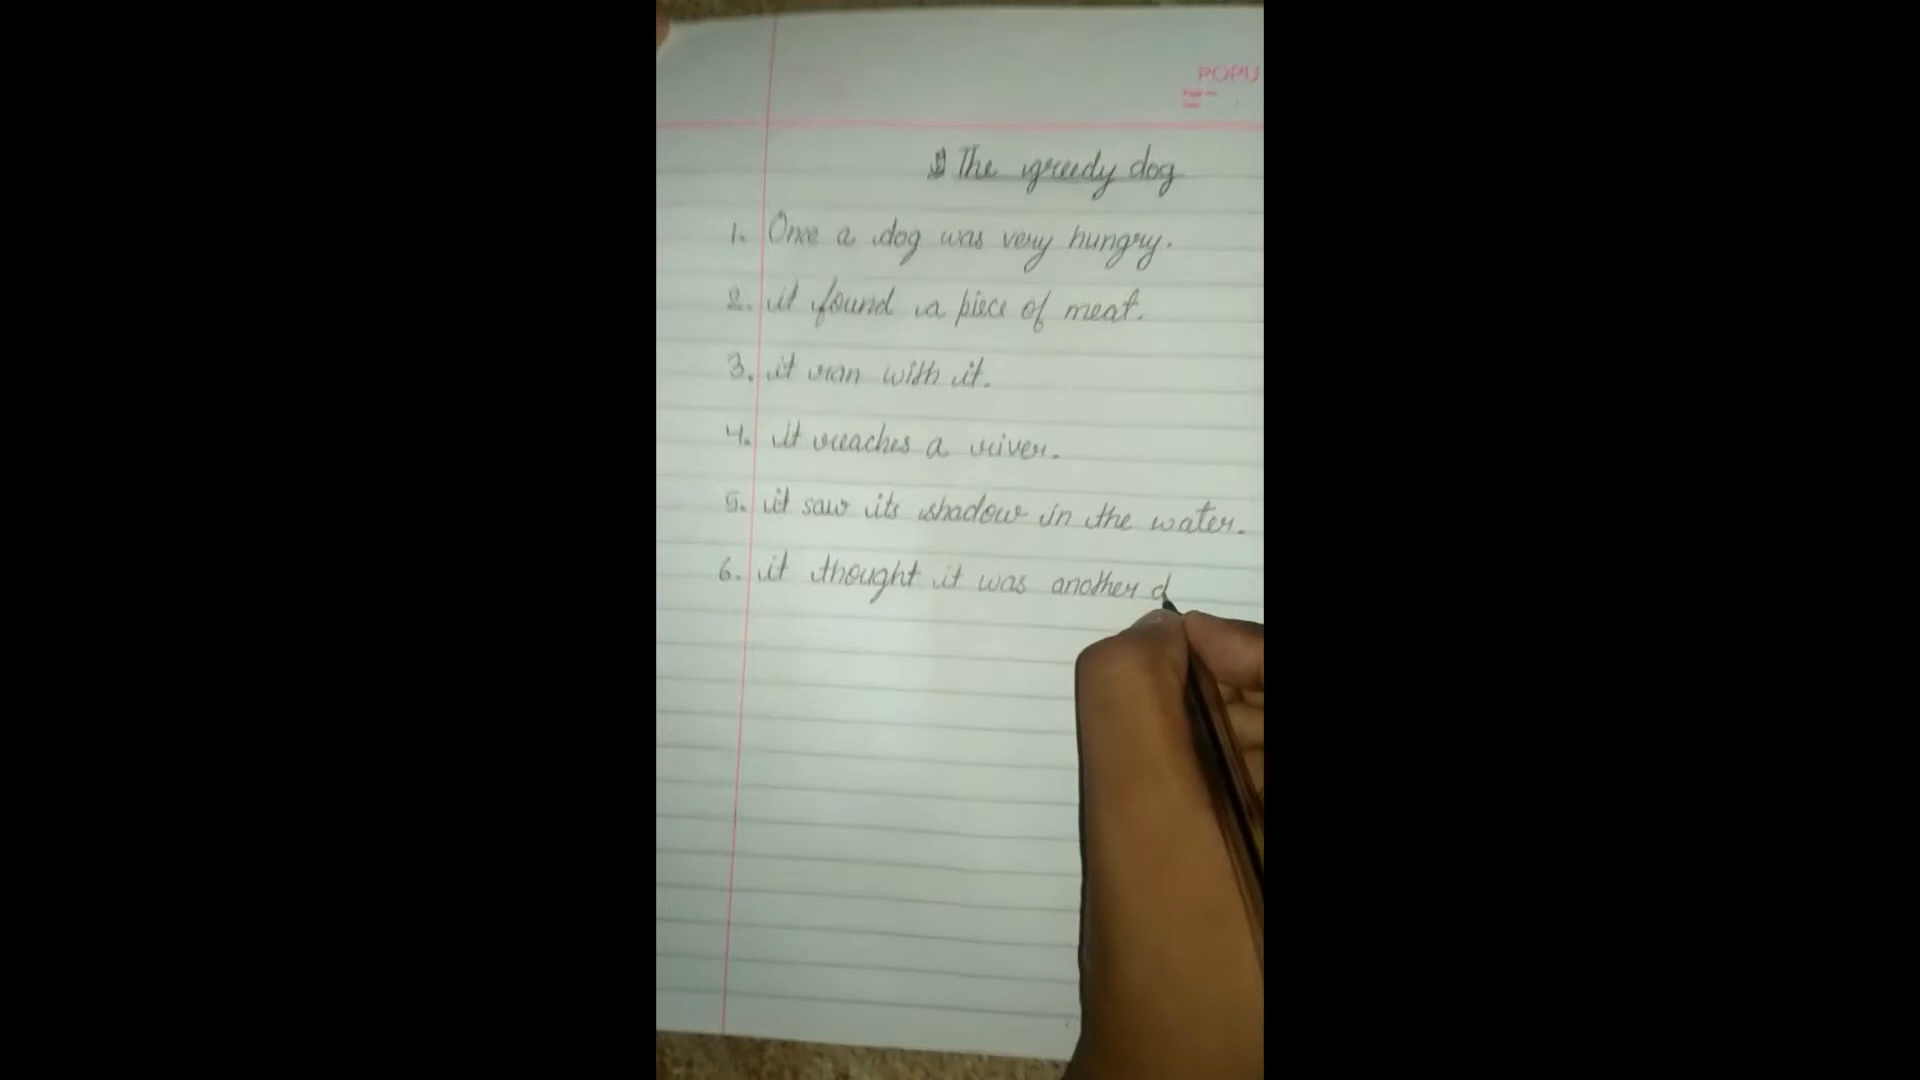 POPU
The greedy dog
1. Once a dog was very hungry.
2. it found a piece of meat.
3. it ran with it.
4. it reaches a river.
5. it saw its shadow in the water.
6. it thought it was another d